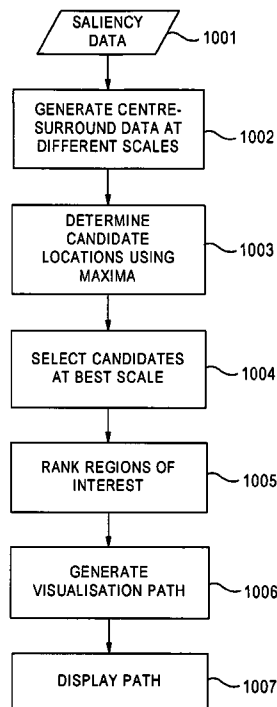 SALIENCY
DATA
1001
GENERATE CENTRE-
SURROUND DATA AT
DIFFERENT SCALES
1002
DETERMINE
CANDIDATE
LOCATIONS USING
MAXIMA
1003
SELECT CANDIDATES
AT BEST SCALE
1004
RANK REGIONS OF
INTEREST
1005
GENERATE
VISUALISATION PATH
1006
DISPLAY PATH
1007